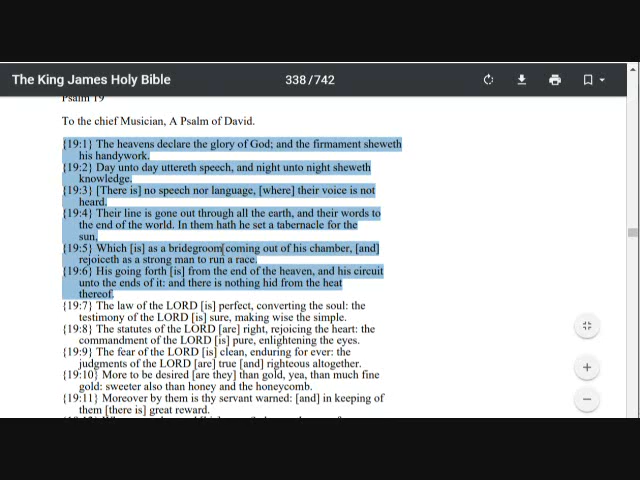 The King James Holy Bible
338 / 742
Psalm 19
To the chief Musician, A Psalm of David.
{19:1} The heavens declare the glory of God; and the firmament sheweth
his handywork.
{19:2} Day unto day uttereth speech, and night unto night sheweth
knowledge.
{19:3} [There is] no speech nor language, [where] their voice is not
heard.
{19:4} Their line is gone out through all the earth, and their words to
the end of the world. In them hath he set a tabernacle for the
sun,
{19:5} Which [is] as a bridegroom coming out of his chamber, [and]
rejoiceth as a strong man to run a race.
{19:6} His going forth [is] from the end of the heaven, and his circuit
unto the ends of it: and there is nothing hid from the heat
thereof.
{19:7} The law of the LORD [is] perfect, converting the soul: the
testimony of the LORD [is] sure, making wise the simple.
{19:8} The statutes of the LORD [are] right, rejoicing the heart: the
commandment of the LORD [is] pure, enlightening the eyes.
{19:9} The fear of the LORD [is] clean, enduring for ever: the
judgments of the LORD [are] true [and] righteous altogether.
{19:10} More to be desired [are they] than gold, yea, than much fine
gold: sweeter also than honey and the honeycomb.
{19:11} Moreover by them is thy servant warned: [and] in keeping of
them [there is] great reward.